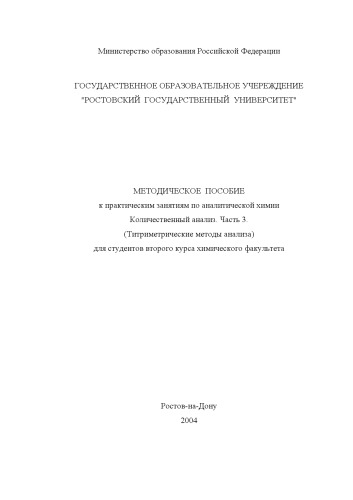 Министерство образования Российской Федерации
ГОСУДАРСТВЕННОЕ ОБРАЗОВАТЕЛЬНОЕ УЧЕРЕЖДЕНИЕ
"РОСТОВСКИЙ ГОСУДАРСТВЕННЫЙ УНИВЕРСИТЕТ"
МЕТОДИЧЕСКОЕ ПОСОБИЕ
к практическим занятиям по аналитической химии
Количественный анализ. Часть 3.
(Титриметрические методы анализа)
для студентов второго курса химического факультета
Ростов-на-Дону
2004